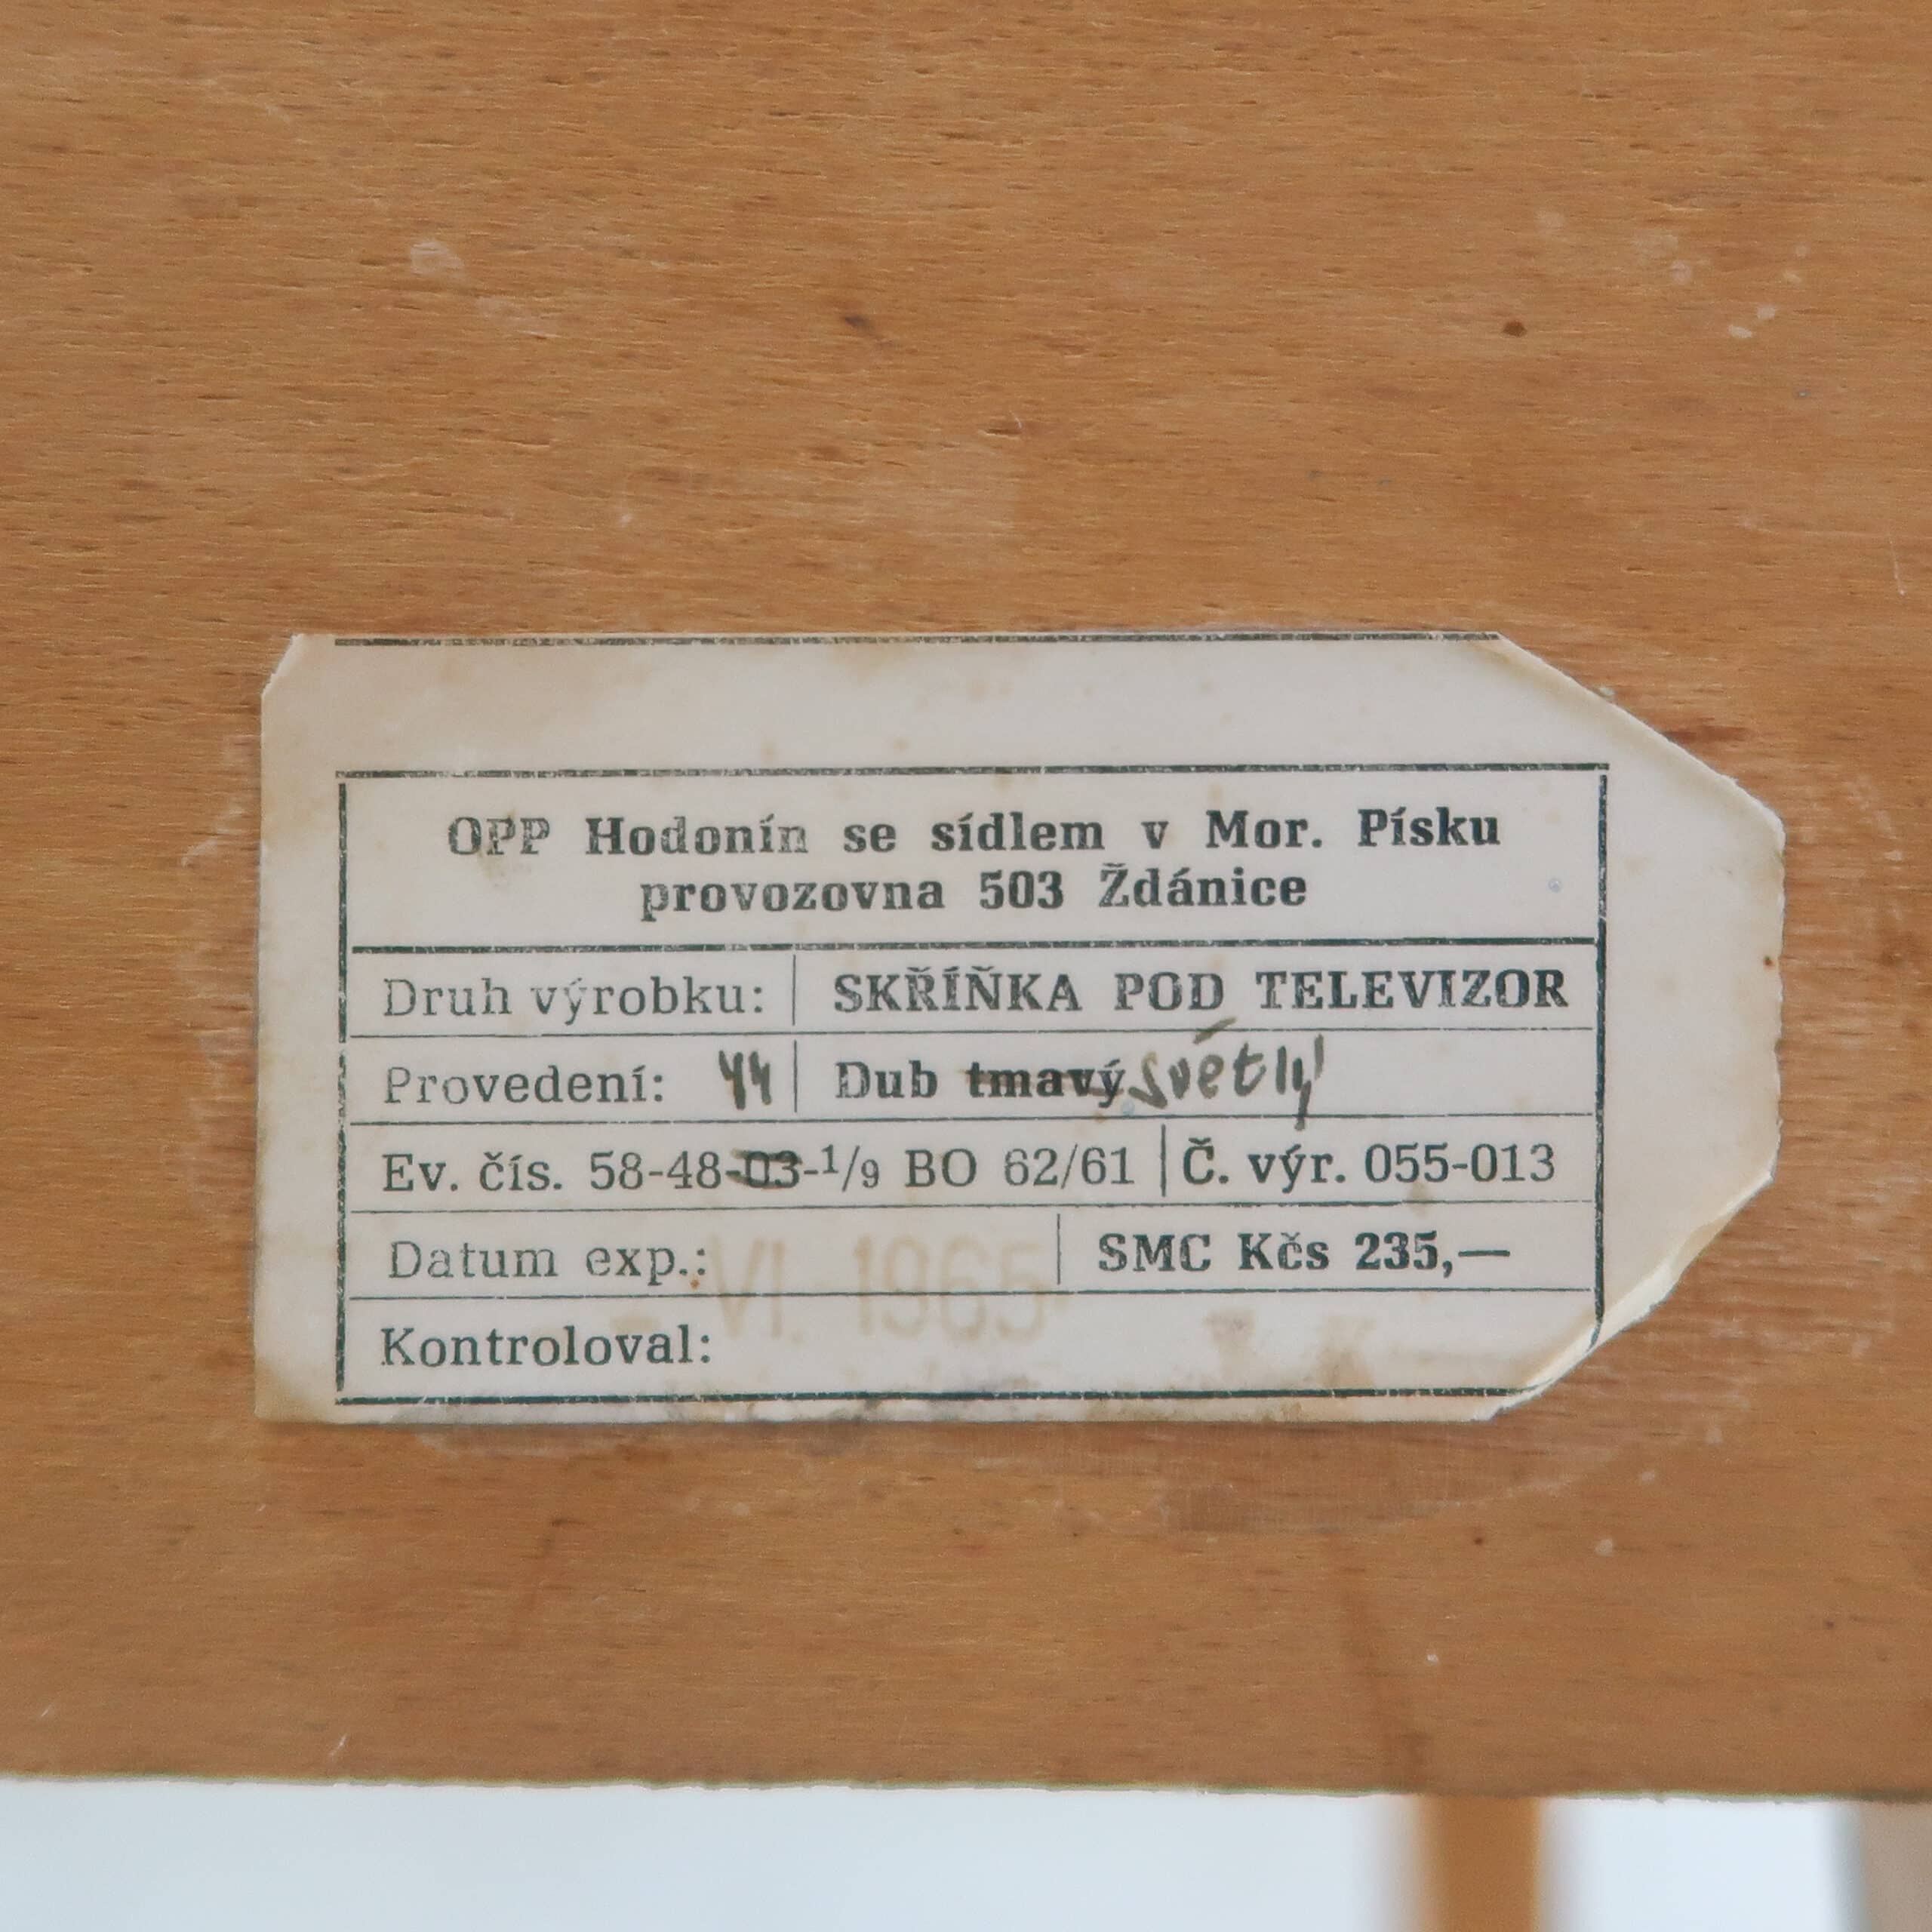 OPP Hodonín se sídlem v Mor. Písku
provozovna 503 Ždánice
Druh výrobku: SKŘÍŇKA POD TELEVIZOR
Provedení: 44 Dub tmavý světlý
Ev. čís. 58-48-03-1/9 BO 62/61 Č. výr. 055-013
Datum exp.: VI. 1965 SMC Kčs 235,—
Kontroloval: